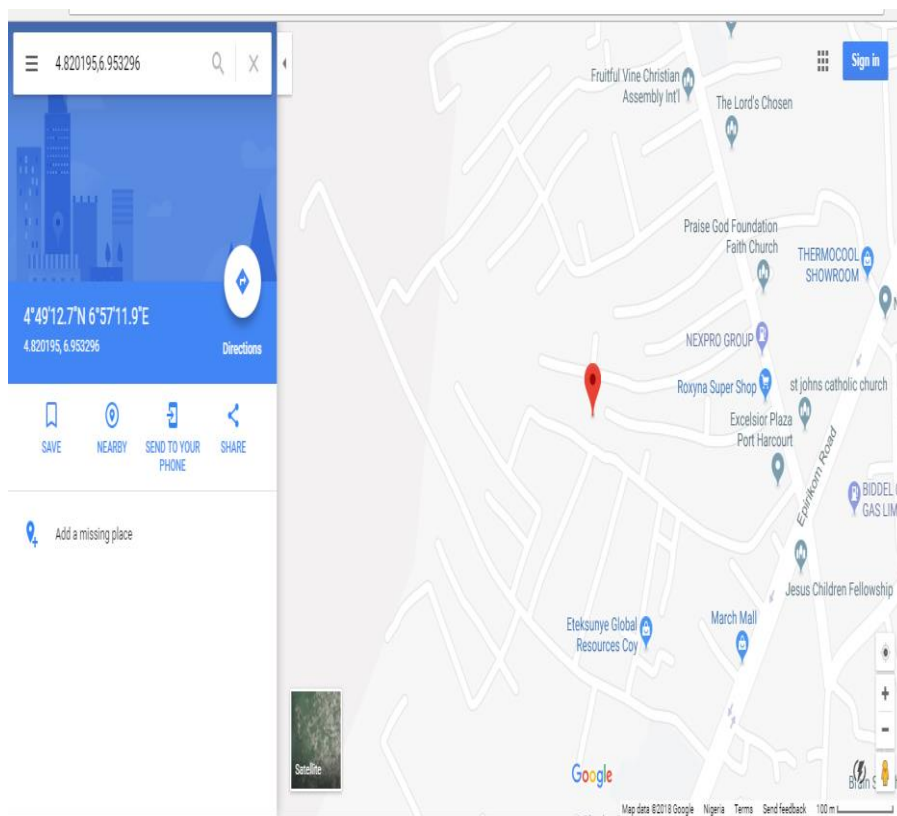 4.820195,6.953296
4°49'12.7"N 6°57'11.9"E
4.820195, 6.953296
Directions
SAVE
NEARBY
SEND TO YOUR
PHONE
SHARE
Add a missing place
Sign in
Fruitful Vine Christian
Assembly Int'l
The Lord's Chosen
Praise God Foundation
Faith Church
THERMOCOOL
SHOWROOM
N
NEXPRO GROUP
Roxyna Super Shop
st johns catholic church
Excelsior Plaza
Port Harcourt
Epirikom Road
BIDDEL
GAS LIM
Jesus Children Fellowship
Eteksunye Global
Resources Coy
March Mall
Satellite
Google
Map data ©2018 Google
Nigeria
Terms
Send feedback
100 m